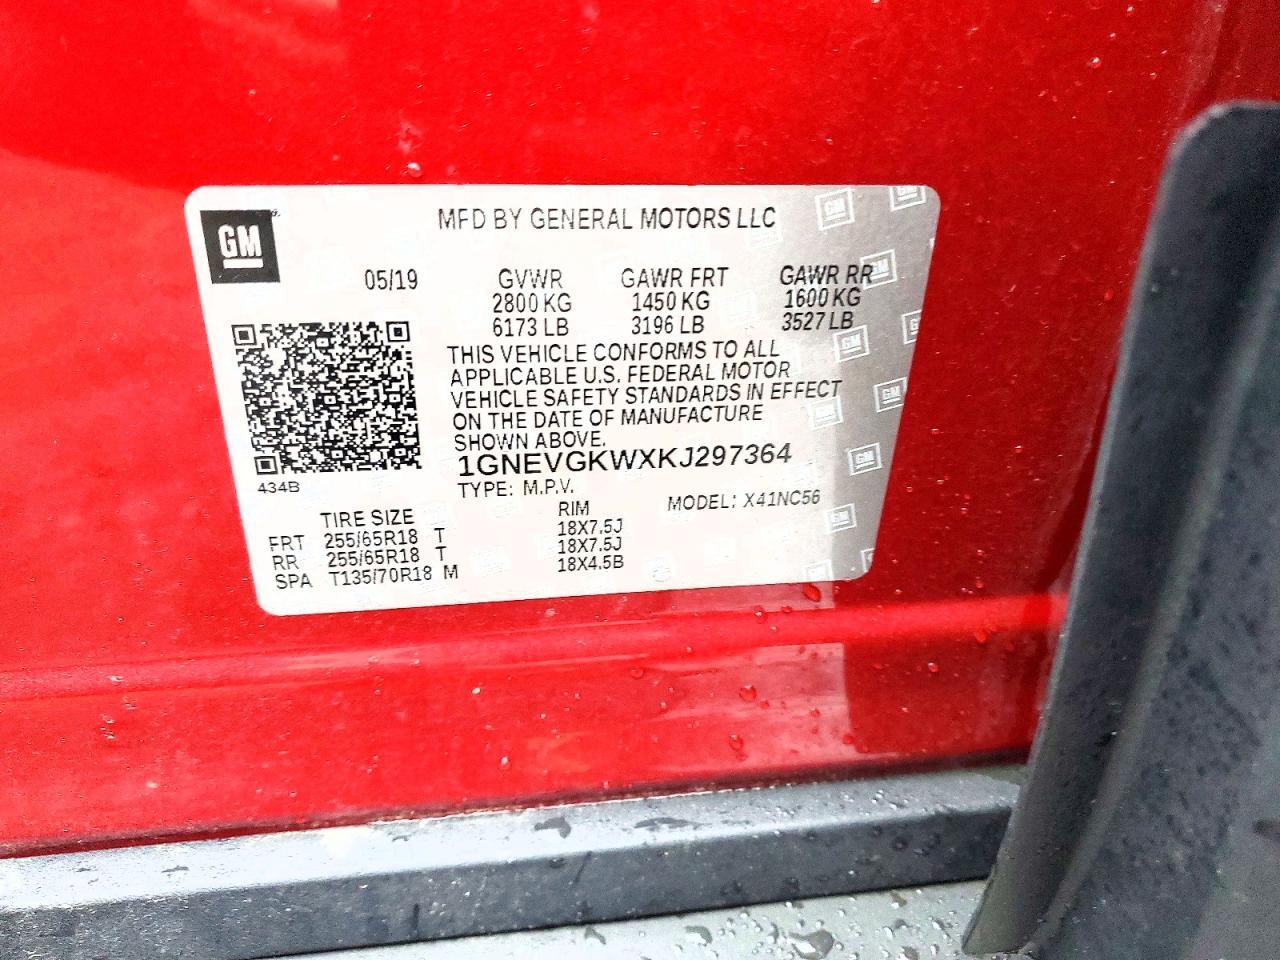 GM
MFD BY GENERAL MOTORS LLC
05/19 GVWR GAWR FRT GAWR RR
2800 KG 1450 KG 1600 KG
6173 LB 3196 LB 3527 LB
THIS VEHICLE CONFORMS TO ALL
APPLICABLE U.S. FEDERAL MOTOR
VEHICLE SAFETY STANDARDS IN EFFECT
ON THE DATE OF MANUFACTURE
SHOWN ABOVE.
1GNEVGKWXKJ297364
434B
TYPE: M.P.V. MODEL: X41NC56
TIRE SIZE RIM
FRT 255/65R18 T 18X7.5J
RR 255/65R18 T 18X7.5J
SPA T135/70R18 M 18X4.5B